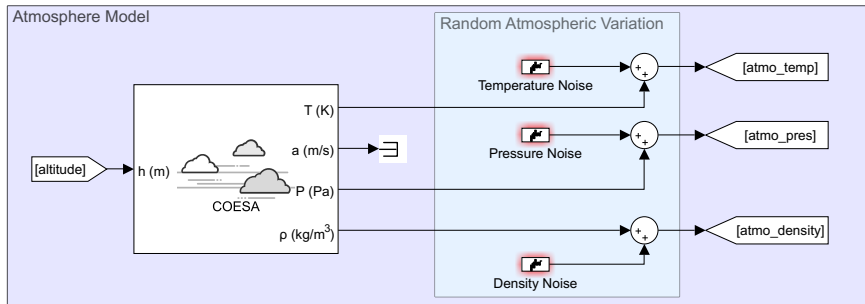 Atmosphere Model
Random Atmospheric Variation
Temperature Noise
[atmo_temp]
T (K)
a (m/s)
Pressure Noise
[atmo_pres]
[altitude]
h (m)
P (Pa)
COESA
ρ (kg/m³)
[atmo_density]
Density Noise
+
+
+
+
+
+